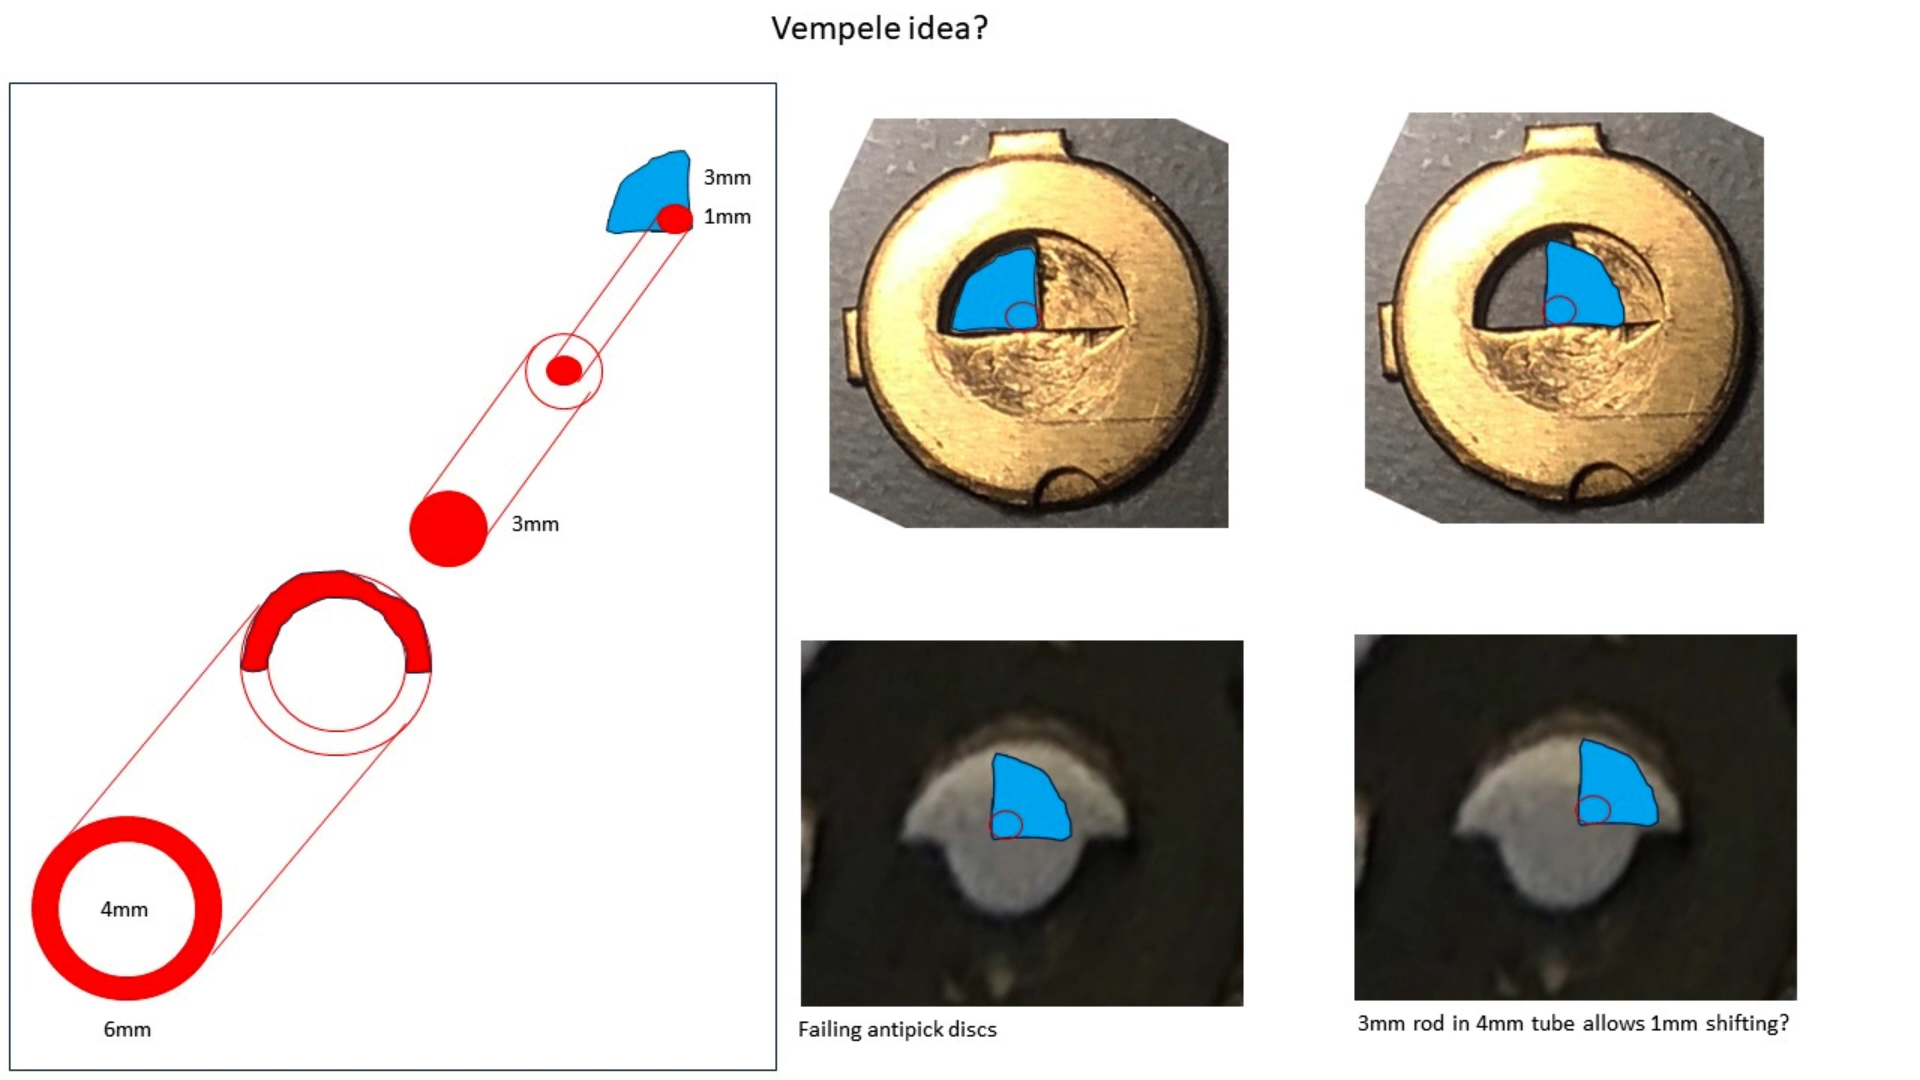 Vempele idea?
3mm
1mm
3mm
4mm
6mm
Failing antipick discs
3mm rod in 4mm tube allows 1mm shifting?